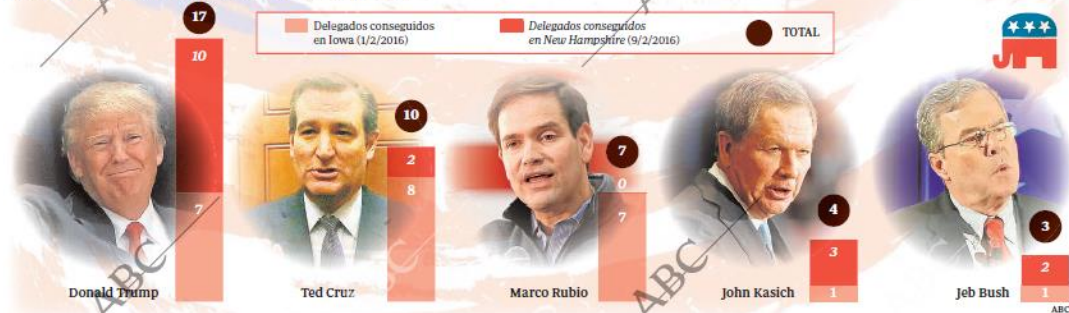 Delegados conseguidos
en Iowa (1/2/2016)
Delegados conseguidos
en New Hampshire (9/2/2016)
TOTAL
17
10
7
Donald Trump
10
2
8
Ted Cruz
7
0
7
Marco Rubio
4
3
1
John Kasich
3
2
1
Jeb Bush
ABC
ABC
ABC